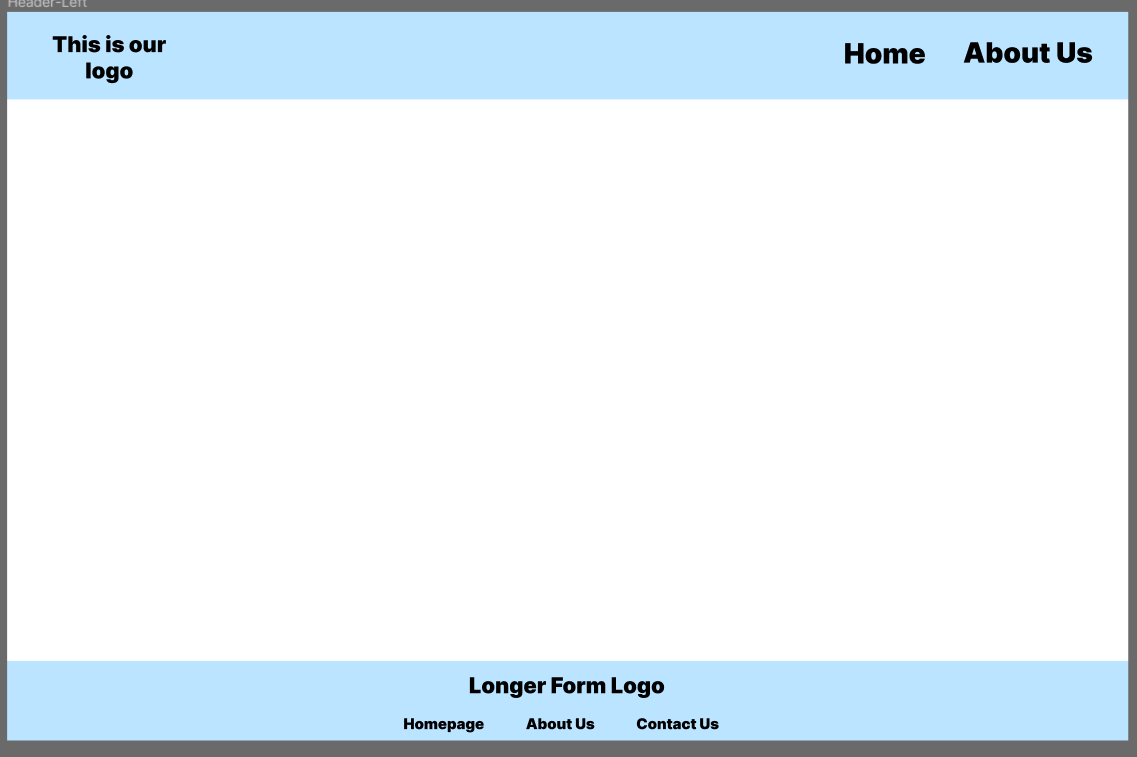 Header-Left
This is our
logo
Home
About Us
Longer Form Logo
Homepage
About Us
Contact Us